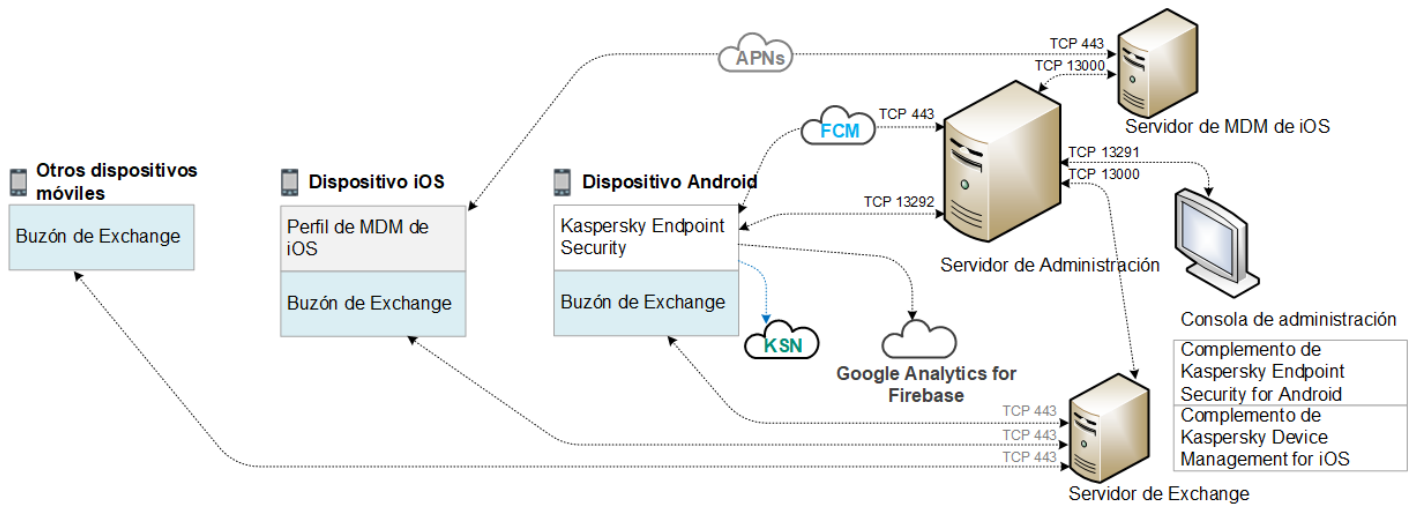 APNs
TCP 443
TCP 13000
Servidor de MDM de iOS
FCM
TCP 443
TCP 13291
TCP 13000
Otros dispositivos
móviles
Buzón de Exchange
Dispositivo iOS
Perfil de MDM de
iOS
Buzón de Exchange
Dispositivo Android
Kaspersky Endpoint
Security
Buzón de Exchange
TCP 13292
Servidor de Administración
KSN
Google Analytics for
Firebase
Consola de administración
Complemento de
Kaspersky Endpoint
Security for Android
Complemento de
Kaspersky Device
Management for iOS
TCP 443
TCP 443
TCP 443
Servidor de Exchange